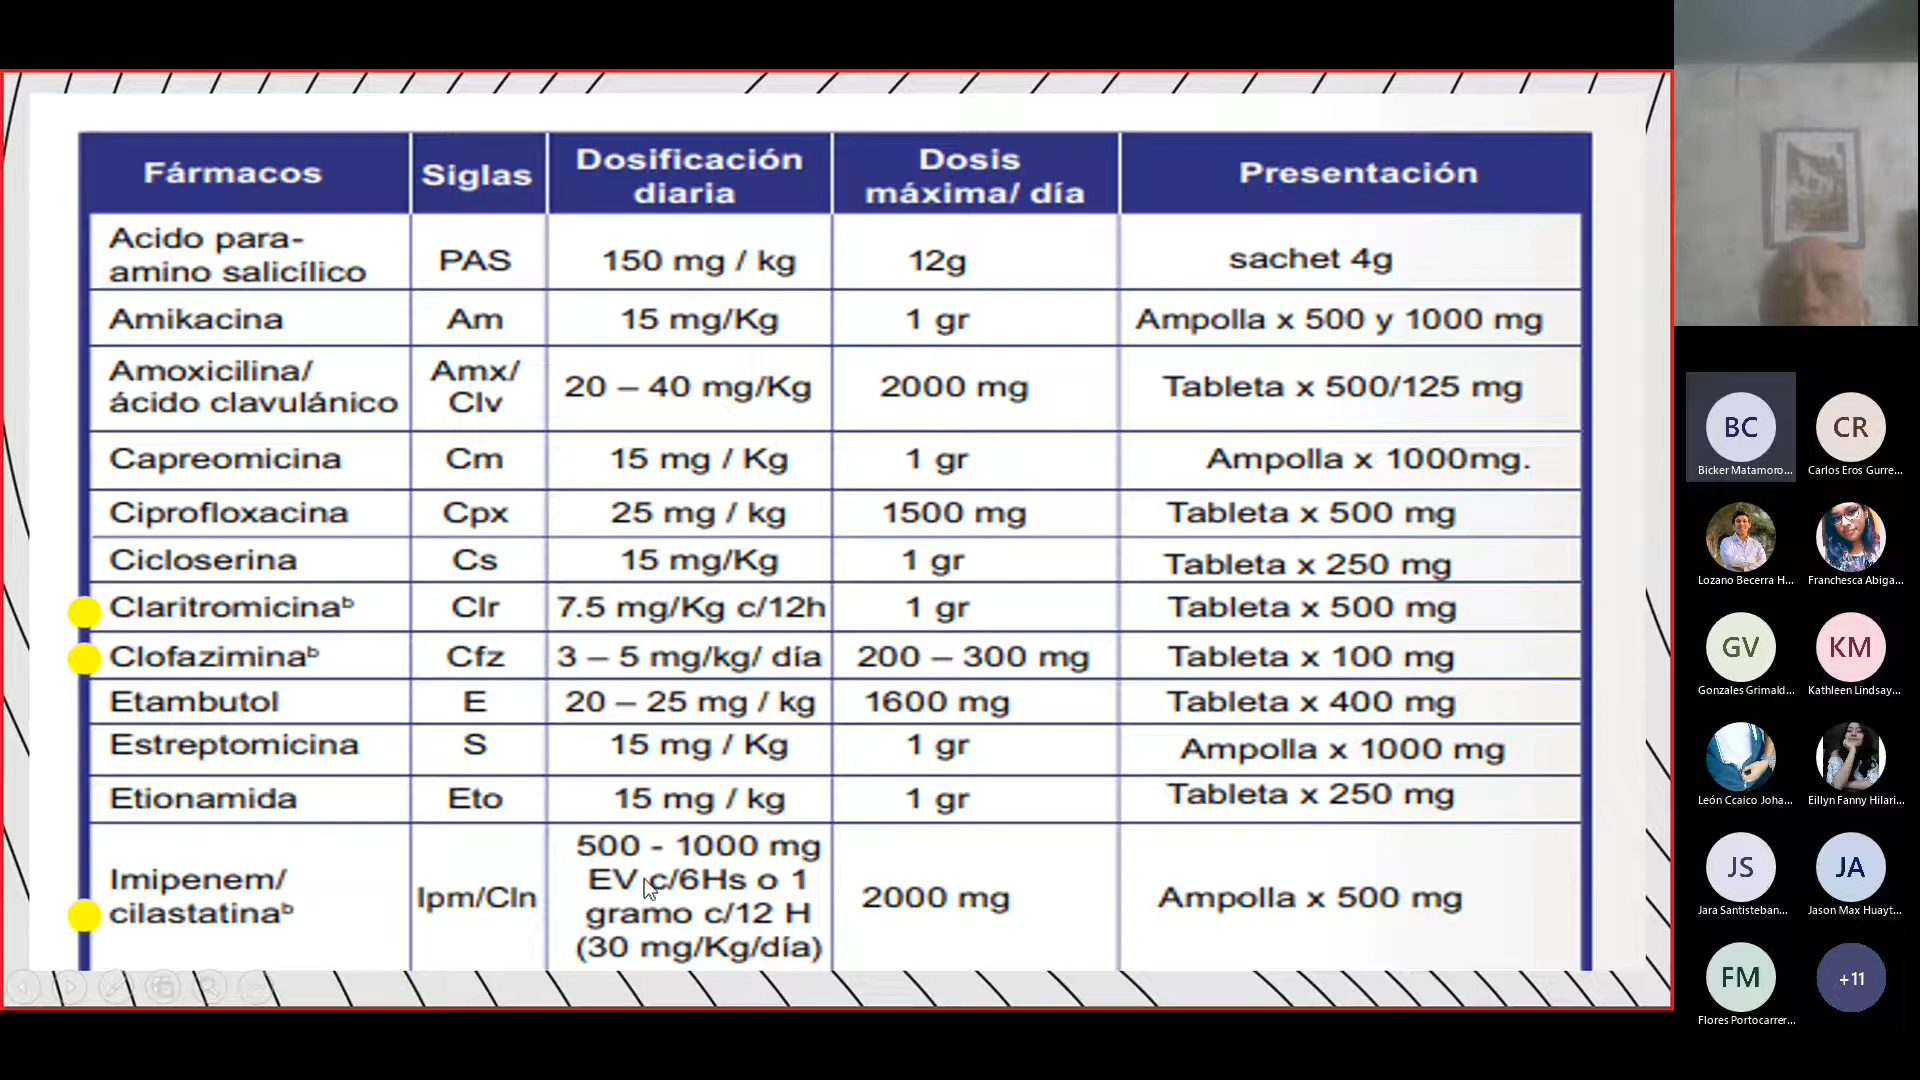 Fármacos
Siglas
Dosificación
diaria
Dosis
máxima/ día
Presentación
Acido para-
amino salicílico
PAS
150 mg / kg
12g
sachet 4g
Amikacina
Am
15 mg/Kg
1 gr
Ampolla x 500 y 1000 mg
Amoxicilina/
ácido clavulánico
Amx/
Clv
20 – 40 mg/Kg
2000 mg
Tableta x 500/125 mg
Capreomicina
Cm
15 mg / Kg
1 gr
Ampolla x 1000mg.
Ciprofloxacina
Cpx
25 mg / kg
1500 mg
Tableta x 500 mg
Cicloserina
Cs
15 mg/Kg
1 gr
Tableta x 250 mg
Claritromicinaᵇ
Clr
7.5 mg/Kg c/12h
1 gr
Tableta x 500 mg
Clofaziminaᵇ
Cfz
3 – 5 mg/kg/ día
200 – 300 mg
Tableta x 100 mg
Etambutol
E
20 – 25 mg / kg
1600 mg
Tableta x 400 mg
Estreptomicina
S
15 mg / Kg
1 gr
Ampolla x 1000 mg
Etionamida
Eto
15 mg / kg
1 gr
Tableta x 250 mg
Imipenem/
cilastatinaᵇ
Ipm/Cln
500 - 1000 mg
EV c/6Hs o 1
gramo c/12 H
(30 mg/Kg/día)
2000 mg
Ampolla x 500 mg
BC
Bicker Matamoro...
CR
Carlos Eros Gurre...
Lozano Becerra H...
Franchesca Abiga...
GV
Gonzales Grimald...
KM
Kathleen Lindsay...
León Ccaico Joha...
Eillyn Fanny Hilari...
JS
Jara Santisteban...
JA
Jason Max Huayt...
FM
Flores Portocarrer...
+11